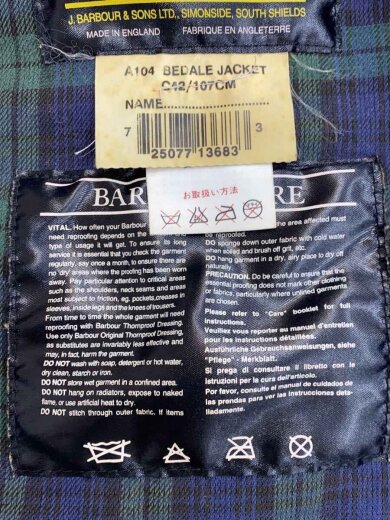 J. BARBOUR & SONS LTD., SIMONSIDE, SOUTH SHIELDS
MADE IN ENGLAND FABRIQUE EN ANGLETERRE
A104 BEDALE JACKET
C42/107CM
NAME
7 25077 13683 3
お取扱い方法
BAR RE
VITAL. How often your Barbour
need reproofing depends on the
type of usage it will get. To ensure its long
service it is essential that you check the garment
regularly, say once a month, to ensure there are
no 'dry' areas where the proofing has been worn
away. Pay particular attention to critical areas
such as the shoulders, neck seams and areas
most subject to friction, eg. pockets, creases in
sleeves, inside legs and the knees of trousers.
From time to time the whole garment will need
reproofing with Barbour Thornproof Dressing.
Use only Barbour Original Thornproof Dressing,
as substitutes are invariably less effective and
may, in fact, harm the garment.
DO NOT wash with soap, detergent or hot water,
dry clean, starch or iron.
DO NOT store wet garment in a confined area.
DO NOT hang on radiators, expose to naked
flame, or use artificial heat to dry.
DO NOT stitch through outer fabric. If items
the area affected must
be reproofed.
DO sponge down outer fabric with cold water
when soiled and brush off grit, etc.
DO hang garment in a dry, airy place to dry off
naturally.
PRECAUTION. Do be careful to ensure that the
essential proofing does not mark other clothing
or fabrics, particularly where unlined garments
are concerned.
Please refer to "Care" booklet for full
instructions.
Veuillez vous reporter au manuel d'entretien
pour les instructions détaillées.
Ausführliche Gebrauchsanweisungen, siehe
"Pflege" - Merkblatt.
Si prega di consultare il libretto con le
istruzioni per la cura dell'articolo.
Por favor, consulte el manual de cuidados de
las prendas para ver las instrucciones deta-
lladamente.